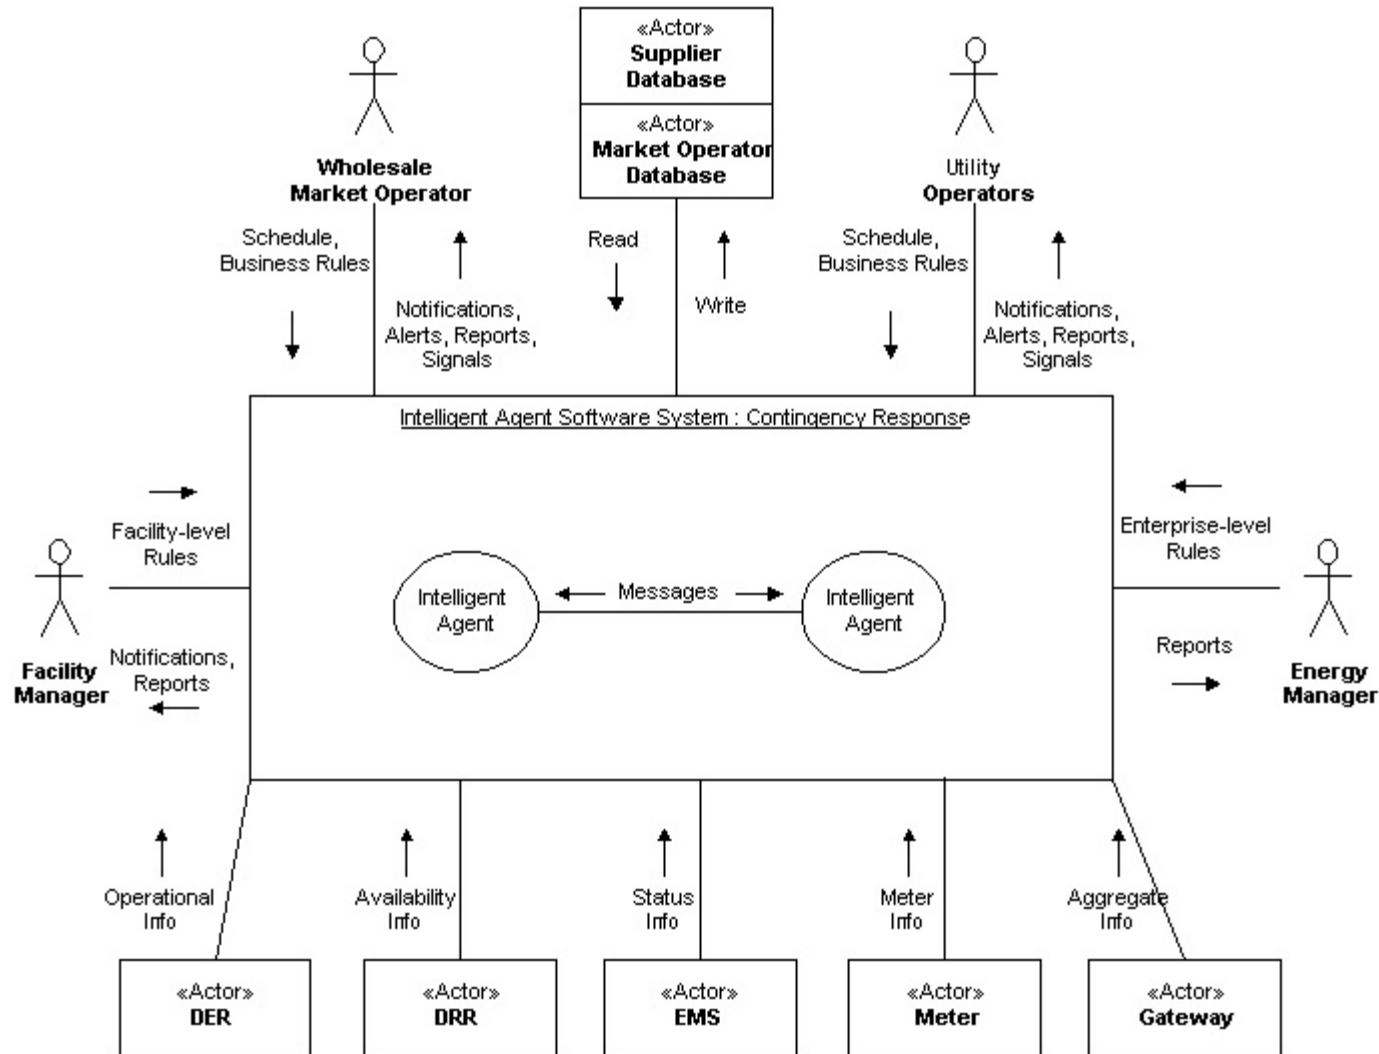 «Actor»
Supplier
Database
«Actor»
Market Operator
Database
Wholesale
Market Operator
Utility
Operators
Schedule,
Business Rules
Notifications,
Alerts, Reports,
Signals
Read
Write
Schedule,
Business Rules
Notifications,
Alerts, Reports,
Signals
Intelligent Agent Software System : Contingency Response
Facility-level
Rules
Facility
Manager
Notifications,
Reports
Intelligent
Agent
Messages
Intelligent
Agent
Enterprise-level
Rules
Reports
Energy
Manager
Operational
Info
Availability
Info
Status
Info
Meter
Info
Aggregate
Info
«Actor»
DER
«Actor»
DRR
«Actor»
EMS
«Actor»
Meter
«Actor»
Gateway